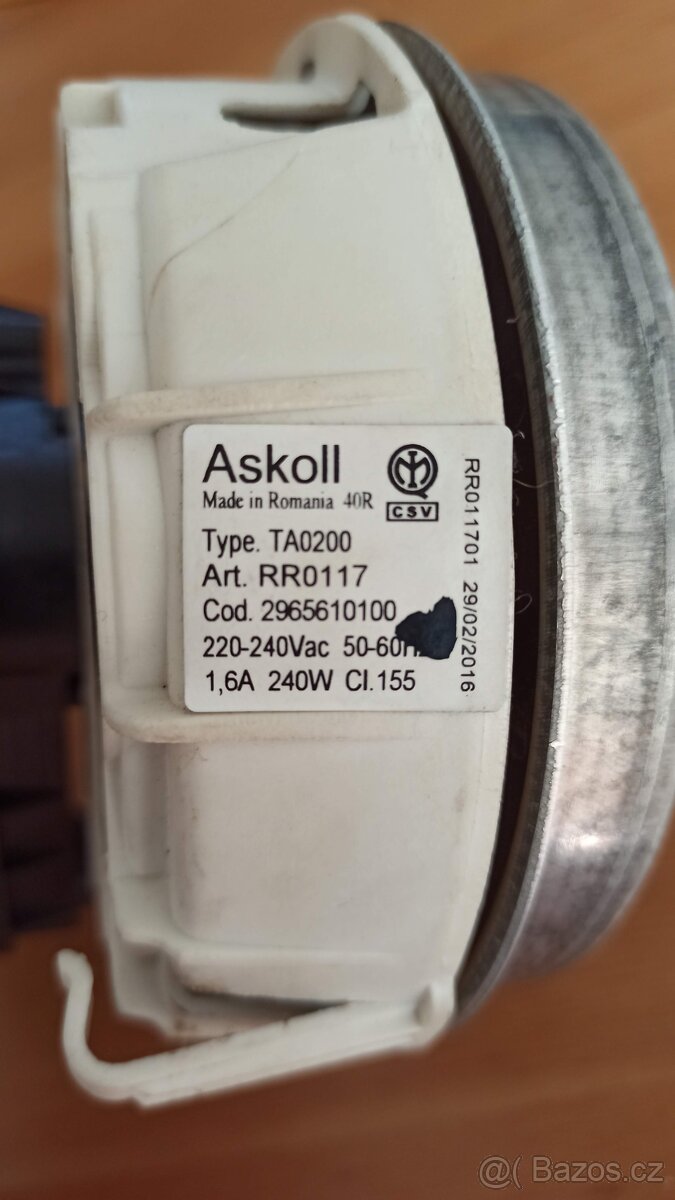 Askoll
Made in Romania 40R
CSV
Type. TA0200
Art. RR0117
Cod. 2965610100
220-240Vac 50-60
1,6A 240W Cl.155
RR011701 29/02/2016
@( Bazoš.cz